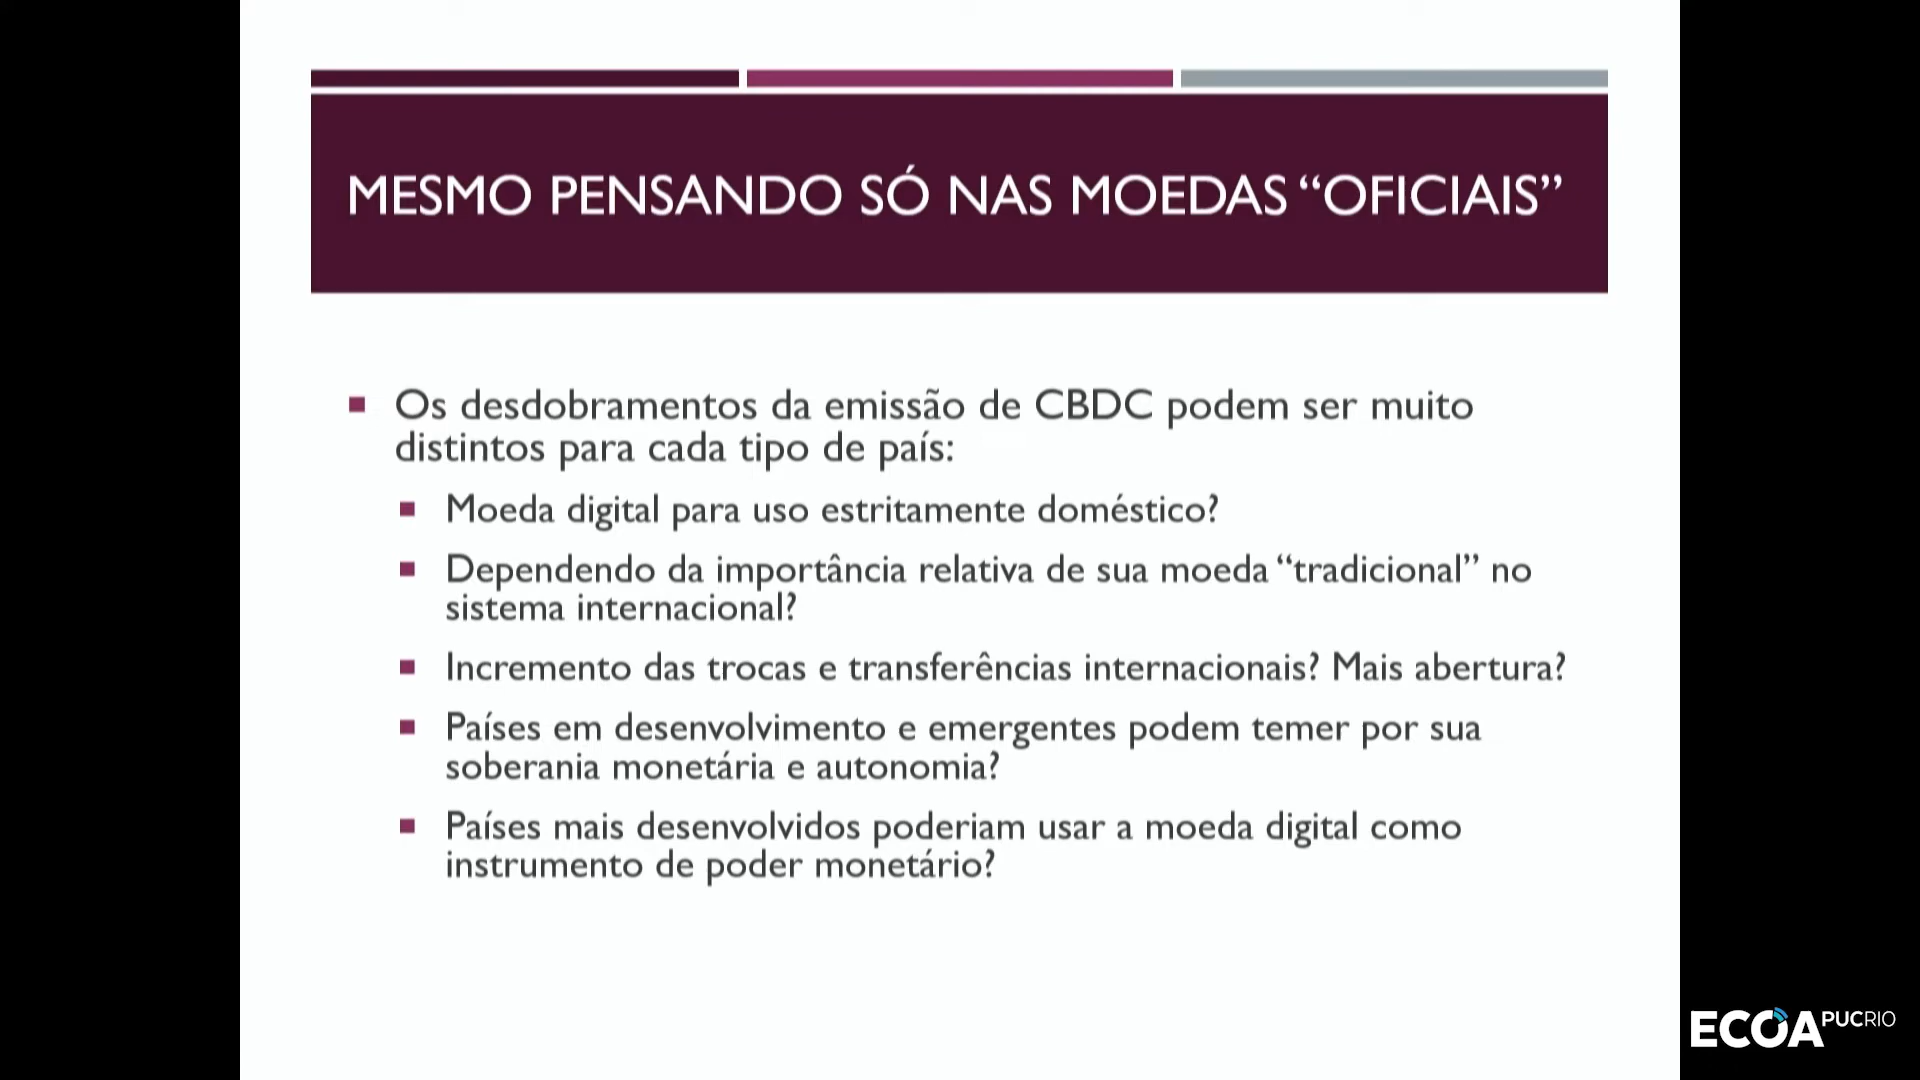 MESMO PENSANDO SÓ NAS MOEDAS “OFICIAIS”
Os desdobramentos da emissão de CBDC podem ser muito
distintos para cada tipo de país:
Moeda digital para uso estritamente doméstico?
Dependendo da importância relativa de sua moeda “tradicional” no
sistema internacional?
Incremento das trocas e transferências internacionais? Mais abertura?
Países em desenvolvimento e emergentes podem temer por sua
soberania monetária e autonomia?
Países mais desenvolvidos poderiam usar a moeda digital como
instrumento de poder monetário?
ECOA PUCRIO